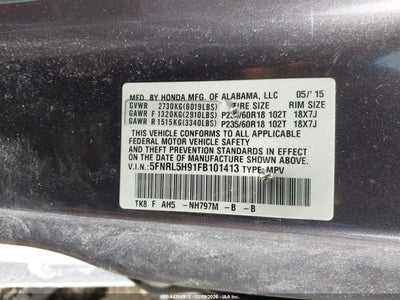 MFD. BY HONDA MFG. OF ALABAMA, LLC 05/'15
GVWR 2730KG(6019LBS) TIRE SIZE RIM SIZE
GAWR F 1320KG(2910LBS) P235/60R18 102T 18X7J
GAWR R 1515KG(3340LBS) P235/60R18 102T 18X7J
THIS VEHICLE CONFORMS TO ALL APPLICABLE
FEDERAL MOTOR VEHICLE SAFETY AND
THEFT PREVENTION STANDARDS IN EFFECT ON
THE DATE OF MANUFACTURE SHOWN ABOVE.
V.I.N.: 5FNRL5H91FB101413 TYPE: MPV
TK8 F AH5 -NH797M -B -B